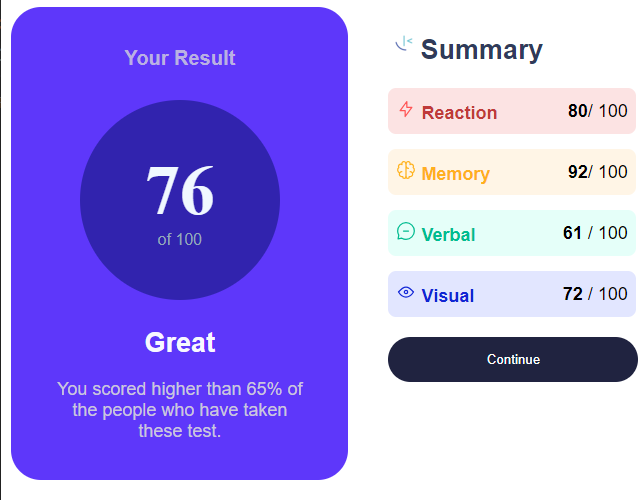 Your Result
76
of 100
Great
You scored higher than 65% of
the people who have taken
these test.
Summary
Reaction 80/ 100
Memory 92/ 100
Verbal 61 / 100
Visual 72 / 100
Continue